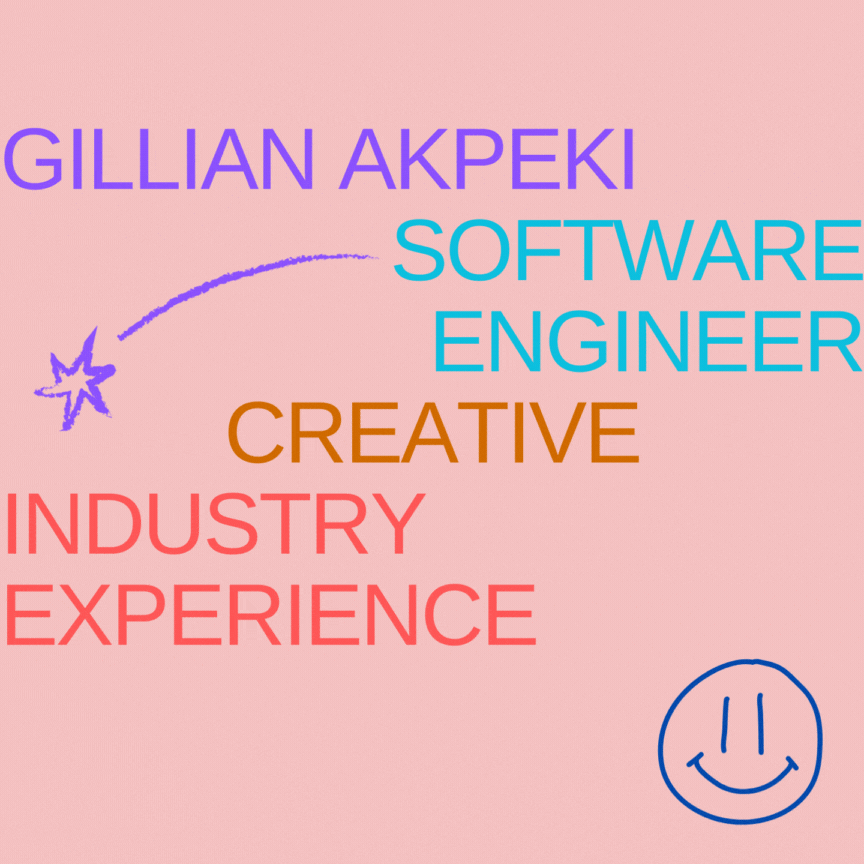 GILLIAN AKPEKI
SOFTWARE
ENGINEER
CREATIVE
INDUSTRY
EXPERIENCE